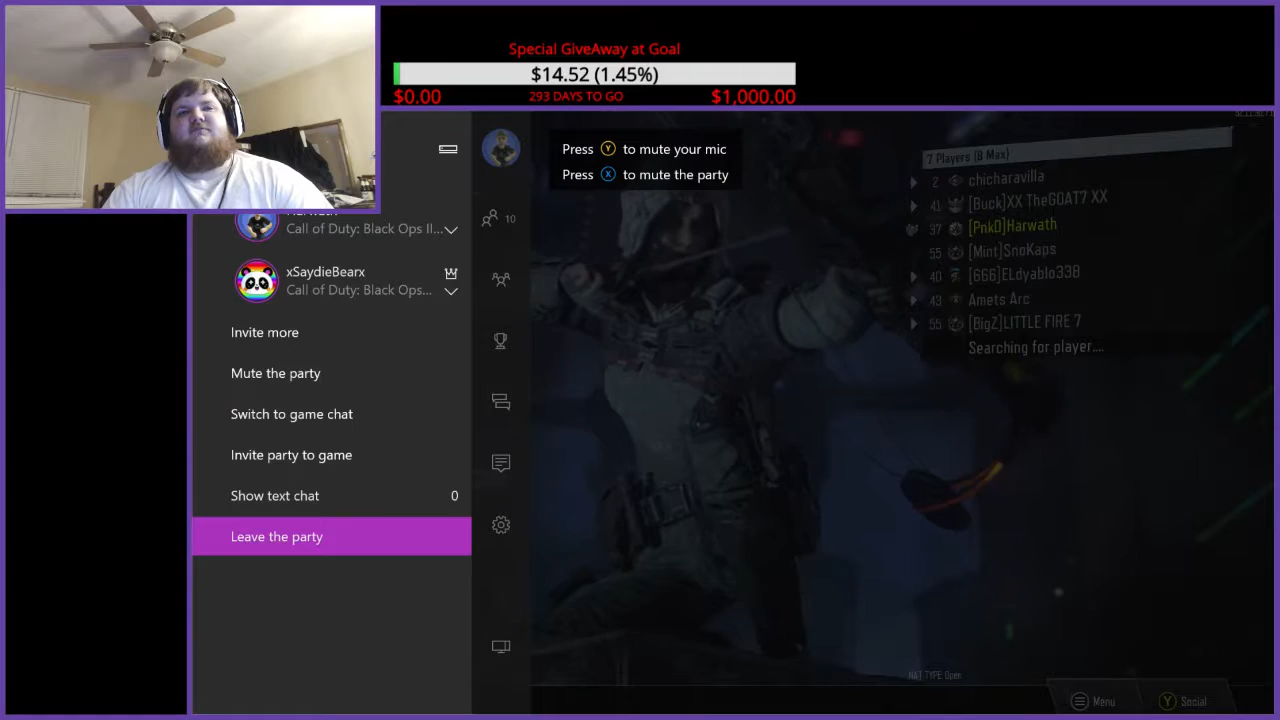 Special GiveAway at Goal
$14.52 (1.45%)
$0.00 293 DAYS TO GO $1,000.00
Press Y to mute your mic
Press X to mute the party
10
Call of Duty: Black Ops II...
xSaydieBearx
Call of Duty: Black Ops...
Invite more
Mute the party
Switch to game chat
Invite party to game
Show text chat 0
Leave the party
7 Players (8 Max)
2 chicharavilla
41 [Buck]XX TheGOAT7 XX
37 [PnkD]Harwath
55 [Mint]SnoKaps
40 [666]ELdyablo338
43 Amets Arc
55 [BigZ]LITTLE FIRE 7
Searching for player....
NAT TYPE Open
Menu
Y Social